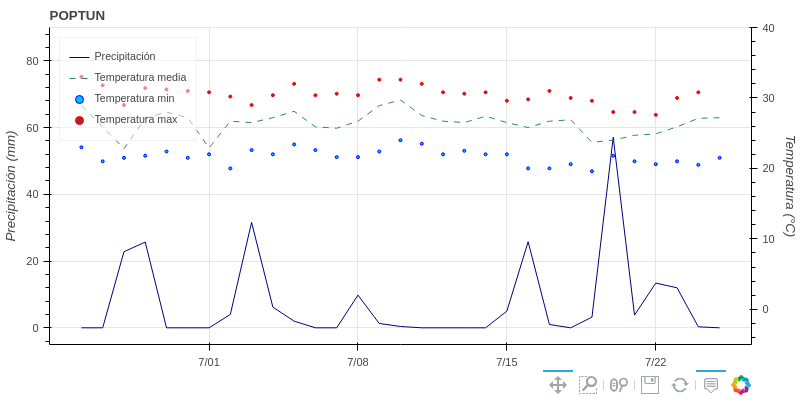 POPTUN
Precipitación
Temperatura media
Temperatura min
Temperatura max
Precipitación (mm)
80
60
40
20
0
40
30
20
10
0
Temperatura (°C)
7/01
7/08
7/15
7/22